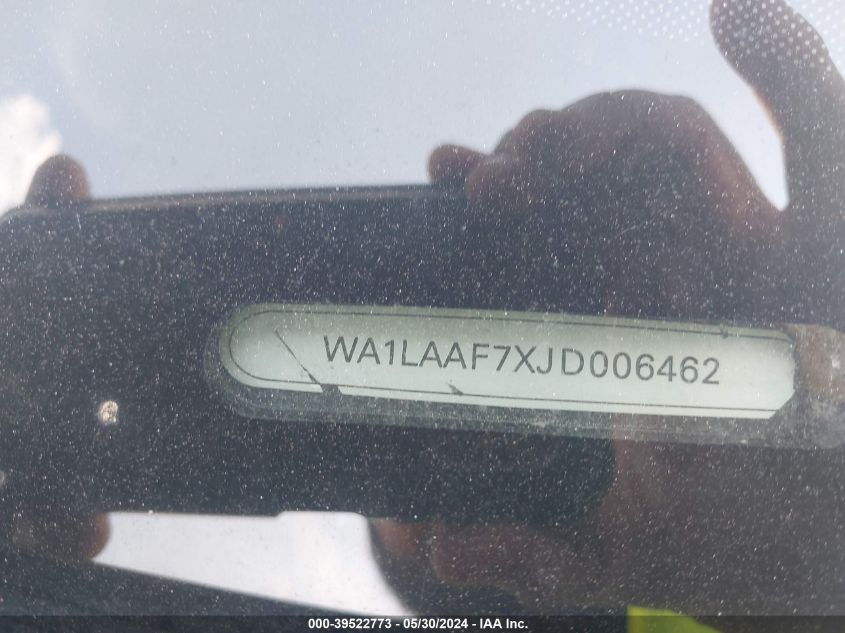 WA1LAAF7XJD006462
000-39522773 - 05/30/2024 - IAA Inc.